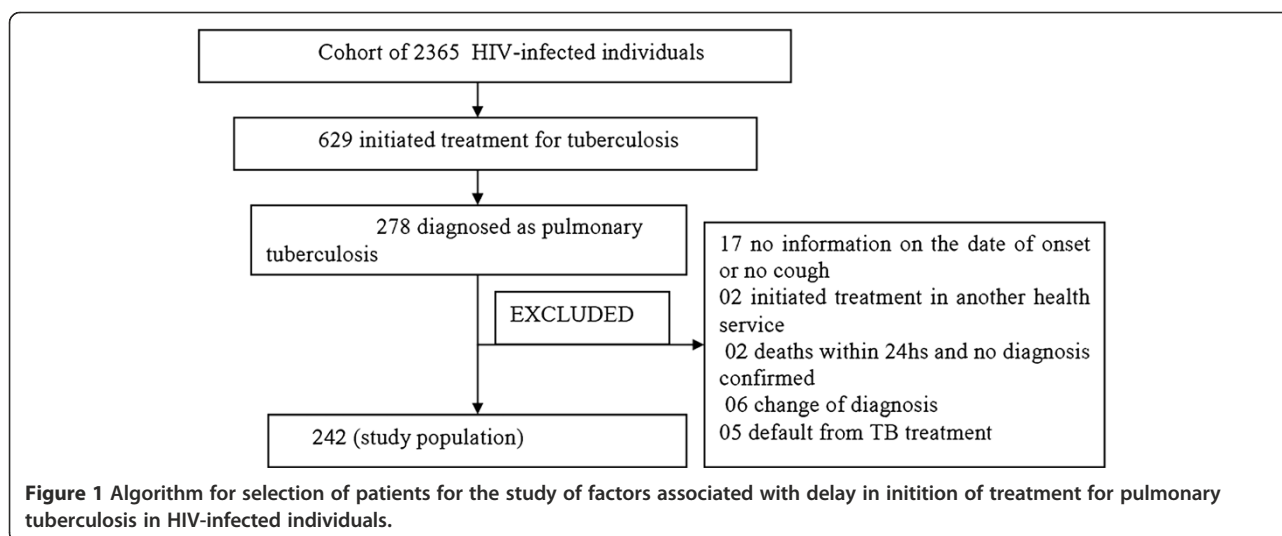 Cohort of 2365 HIV-infected individuals
629 initiated treatment for tuberculosis
278 diagnosed as pulmonary
tuberculosis
EXCLUDED
17 no information on the date of onset
or no cough
02 initiated treatment in another health
service
02 deaths within 24hs and no diagnosis
confirmed
06 change of diagnosis
05 default from TB treatment
242 (study population)
Figure 1 Algorithm for selection of patients for the study of factors associated with delay in initition of treatment for pulmonary
tuberculosis in HIV-infected individuals.